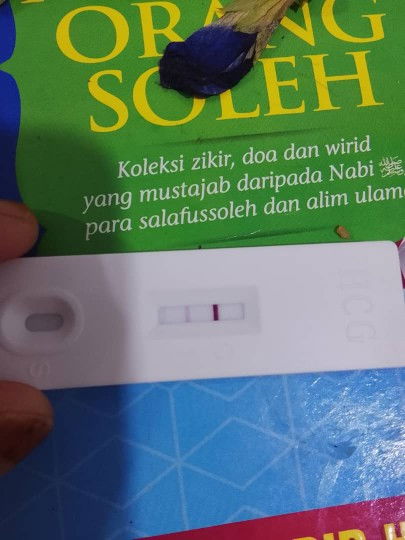 ORANG
SOLEH
Koleksi zikir, doa dan wirid
yang mustajab daripada Nabi ﷺ
para salafussoleh dan alim ulama
HCG
C
S